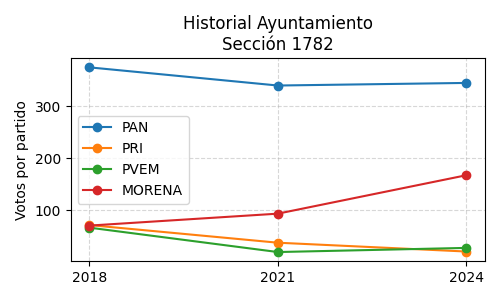 Historial Ayuntamiento
Sección 1782
Votos por partido
300
200
100
PAN
PRI
PVEM
MORENA
2018
2021
2024